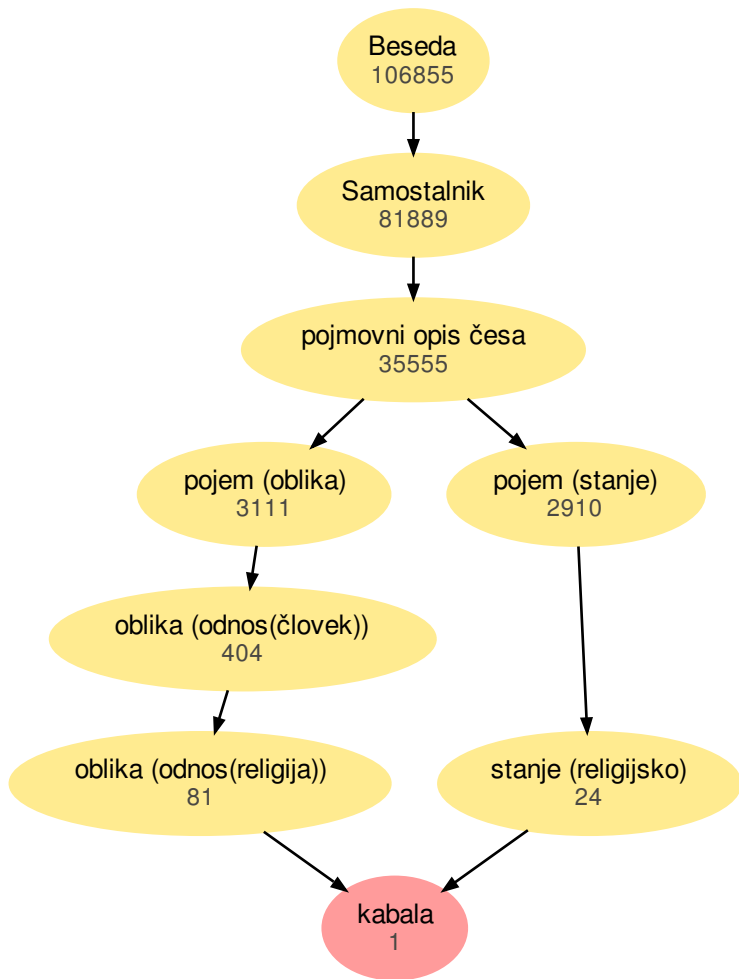 Beseda
106855
Samostalnik
81889
pojmovni opis česa
35555
pojem (oblika)
3111
pojem (stanje)
2910
oblika (odnos(človek))
404
oblika (odnos(religija))
81
stanje (religijsko)
24
kabala
1